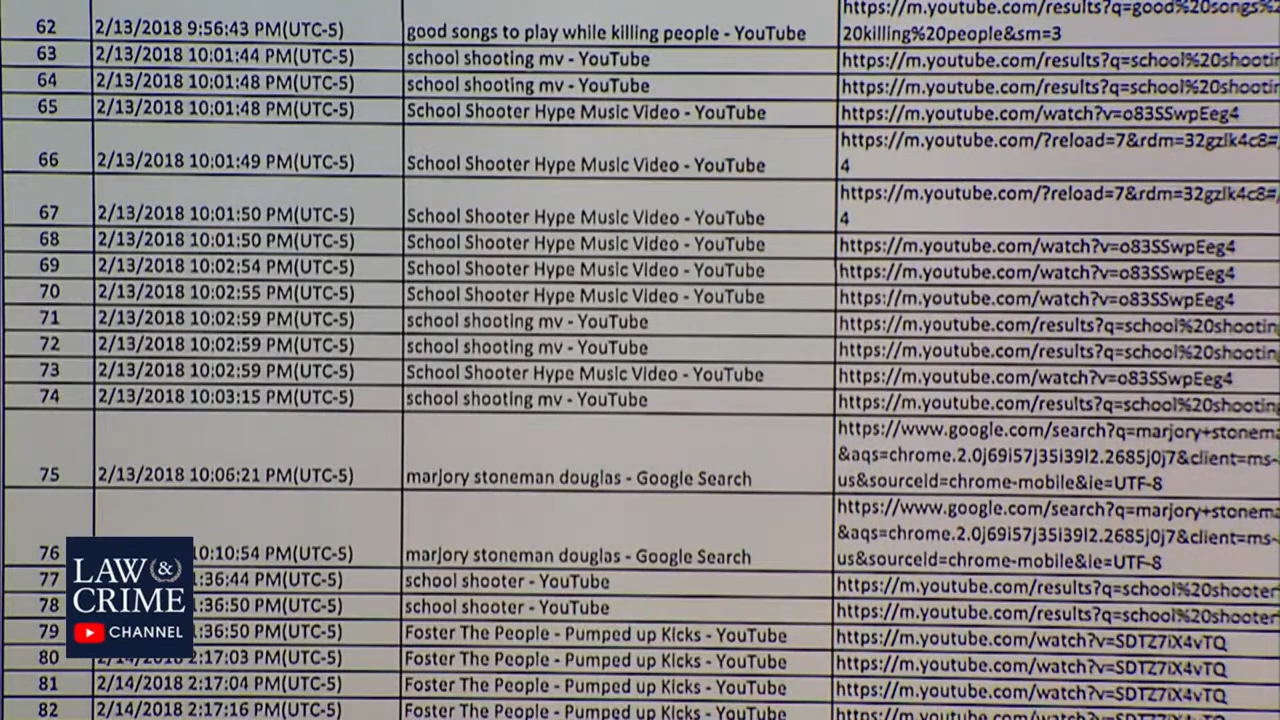 https://m.youtube.com/results?q=good%20songs%2
62 2/13/2018 9:56:43 PM(UTC-5) good songs to play while killing people - YouTube 20killing%20people&sm=3
63 2/13/2018 10:01:44 PM(UTC-5) school shooting mv - YouTube https://m.youtube.com/results?q=school%20shootin
64 2/13/2018 10:01:48 PM(UTC-5) school shooting mv - YouTube https://m.youtube.com/results?q=school%20shootin
65 2/13/2018 10:01:48 PM(UTC-5) School Shooter Hype Music Video - YouTube https://m.youtube.com/watch?v=o83SSwpEeg4
https://m.youtube.com/?reload=7&rdm=32gzlk4c8#
66 2/13/2018 10:01:49 PM(UTC-5) School Shooter Hype Music Video - YouTube 4
https://m.youtube.com/?reload=7&rdm=32gzlk4c8#
67 2/13/2018 10:01:50 PM(UTC-5) School Shooter Hype Music Video - YouTube 4
68 2/13/2018 10:01:50 PM(UTC-5) School Shooter Hype Music Video - YouTube https://m.youtube.com/watch?v=o83SSwpEeg4
69 2/13/2018 10:02:54 PM(UTC-5) School Shooter Hype Music Video - YouTube https://m.youtube.com/watch?v=o83SSwpEeg4
70 2/13/2018 10:02:55 PM(UTC-5) School Shooter Hype Music Video - YouTube https://m.youtube.com/watch?v=o83SSwpEeg4
71 2/13/2018 10:02:59 PM(UTC-5) school shooting mv - YouTube https://m.youtube.com/results?q=school%20shootin
72 2/13/2018 10:02:59 PM(UTC-5) school shooting mv - YouTube https://m.youtube.com/results?q=school%20shootin
73 2/13/2018 10:02:59 PM(UTC-5) School Shooter Hype Music Video - YouTube https://m.youtube.com/watch?v=o83SSwpEeg4
74 2/13/2018 10:03:15 PM(UTC-5) school shooting mv - YouTube https://m.youtube.com/results?q=school%20shootin
https://www.google.com/search?q=marjory+stonema
&aqs=chrome.2.0j69i57j35i39l2.2685j0j7&client=ms-
75 2/13/2018 10:06:21 PM(UTC-5) marjory stoneman douglas - Google Search us&sourceid=chrome-mobile&ie=UTF-8
https://www.google.com/search?q=marjory+stonema
&aqs=chrome.2.0j69i57j35i39l2.2685j0j7&client=ms-
76 10:10:54 PM(UTC-5) marjory stoneman douglas - Google Search us&sourceid=chrome-mobile&ie=UTF-8
77 1:36:44 PM(UTC-5) school shooter - YouTube https://m.youtube.com/results?q=school%20shooter
78 1:36:50 PM(UTC-5) school shooter - YouTube https://m.youtube.com/results?q=school%20shooter
79 1:36:50 PM(UTC-5) Foster The People - Pumped up Kicks - YouTube https://m.youtube.com/watch?v=SDTZ7iX4vTQ
80 2/14/2018 2:17:03 PM(UTC-5) Foster The People - Pumped up Kicks - YouTube https://m.youtube.com/watch?v=SDTZ7iX4vTQ
81 2/14/2018 2:17:04 PM(UTC-5) Foster The People - Pumped up Kicks - YouTube https://m.youtube.com/watch?v=SDTZ7iX4vTQ
82 2/14/2018 2:17:16 PM(UTC-5) Foster The People - Pumped up Kicks - YouTube https://m.youtube.com/watch?v=SDTZ7iX4vTQ
LAW &
CRIME
CHANNEL